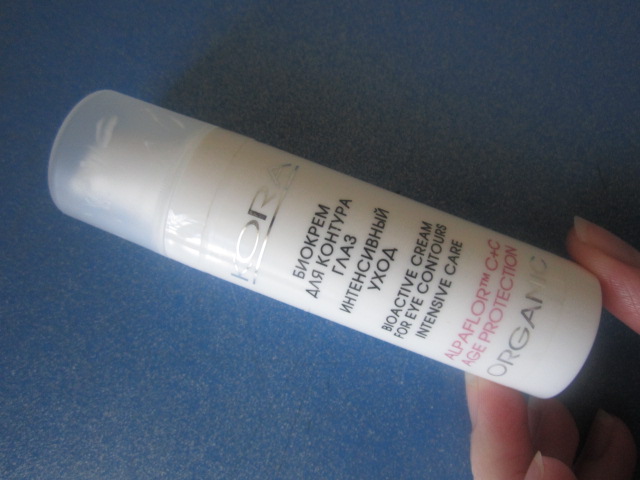 KORA
БИОКРЕМ
ДЛЯ КОНТУРА
ГЛАЗ
ИНТЕНСИВНЫЙ
УХОД
BIOACTIVE CREAM
FOR EYE CONTOURS
INTENSIVE CARE
ALPAFLOR™ C+C
AGE PROTECTION
ORGANIC